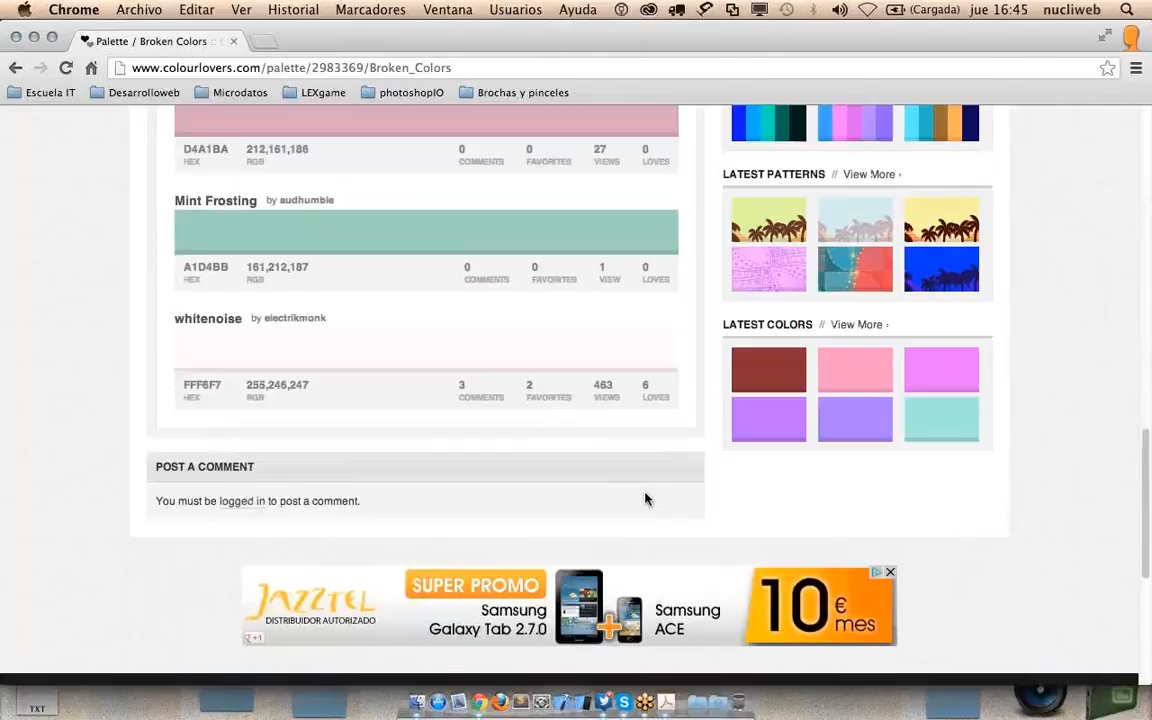 Chrome Archivo Editar Ver Historial Marcadores Ventana Usuarios Ayuda (Cargada) jue 16:45 nucliweb
Palette / Broken Colors :: C
www.colourlovers.com/palette/2983369/Broken_Colors
Escuela IT Desarrolloweb Microdatos LEXgame photoshopIO Brochas y pinceles
D4A1BA 212,161,186 0 0 27 0
HEX RGB COMMENTS FAVORITES VIEWS LOVES
Mint Frosting by audhumble
A1D4BB 161,212,187 0 0 1 0
HEX RGB COMMENTS FAVORITES VIEW LOVES
whitenoise by electrikmonk
FFF6F7 255,246,247 3 2 463 6
HEX RGB COMMENTS FAVORITES VIEWS LOVES
POST A COMMENT
You must be logged in to post a comment.
LATEST PATTERNS // View More ›
LATEST COLORS // View More ›
JAZZTEL
DISTRIBUIDOR AUTORIZADO
+1
SUPER PROMO
Samsung
Galaxy Tab 2.7.0
+
Samsung
ACE
10 €
mes
TXT